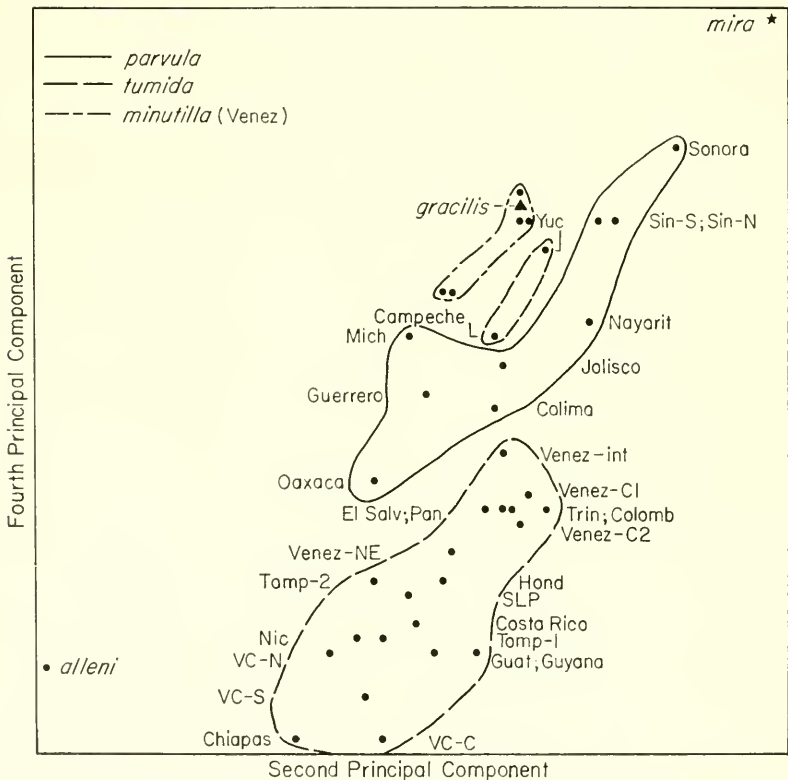 mira
parvula
tumida
minutilla (Venez)
Sonora
gracilis
Yuc
Sin-S; Sin-N
Campeche
Mich
Nayarit
Jalisco
Guerrero
Colima
Oaxaca
Venez-int
El Salv; Pan
Venez-C1
Trin; Colomb
Venez-C2
Venez-NE
Tamp-2
Hond
SLP
Costa Rico
Tamp-1
Nic
VC-N
Guat; Guyana
alleni
VC-S
Chiapas
VC-C
Fourth Principal Component
Second Principal Component